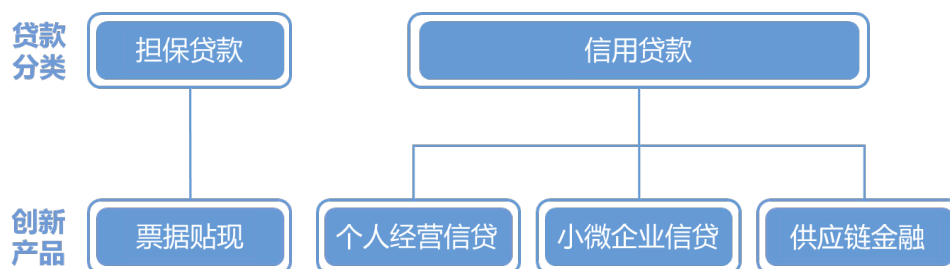 贷款
分类
担保贷款
信用贷款
创新
产品
票据贴现
个人经营信贷
小微企业信贷
供应链金融